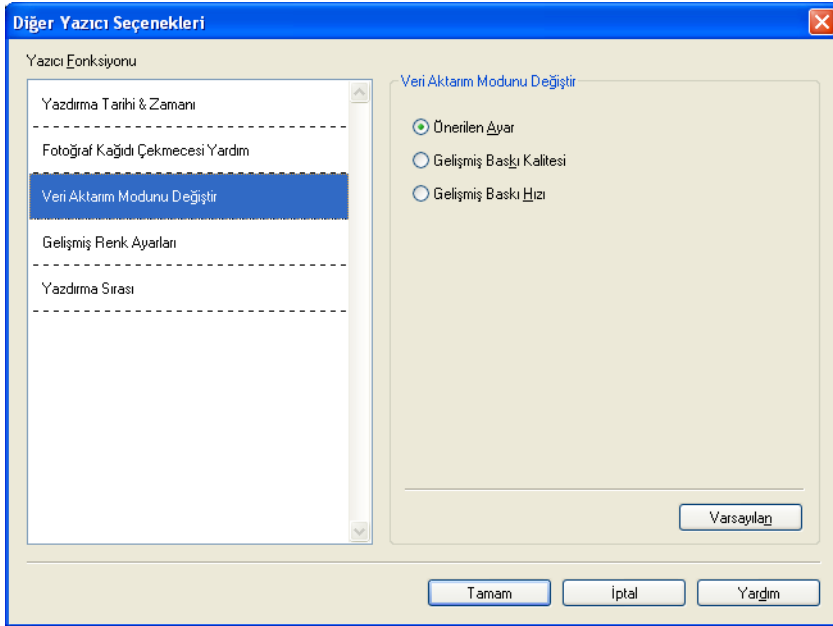 Diğer Yazıcı Seçenekleri
Yazıcı Fonksiyonu
Yazdırma Tarihi & Zamanı
Fotoğraf Kağıdı Çekmecesi Yardım
Veri Aktarım Modunu Değiştir
Gelişmiş Renk Ayarları
Yazdırma Sırası
Veri Aktarım Modunu Değiştir
Önerilen Ayar
Gelişmiş Baskı Kalitesi
Gelişmiş Baskı Hızı
Varsayılan
Tamam İptal Yardım